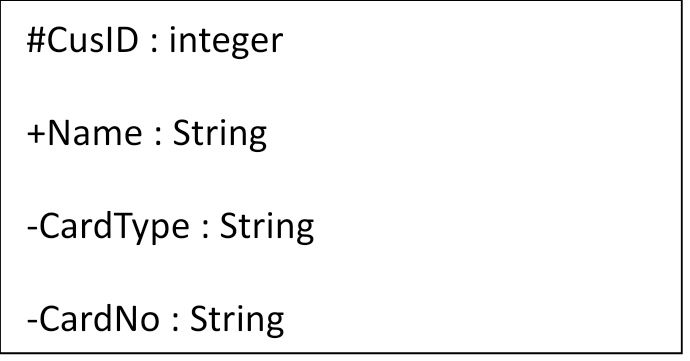 #CusID : integer
+Name : String
-CardType : String
-CardNo : String